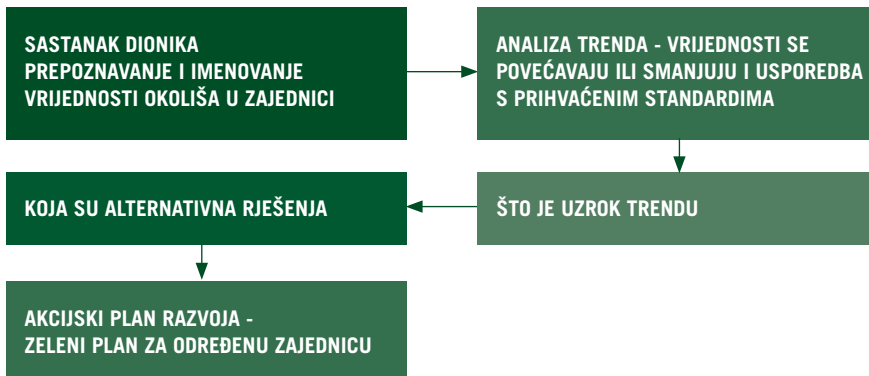 SASTANAK DIONIKA
PREPOZNAVANJE I IMENOVANJE
VRIJEDNOSTI OKOLIŠA U ZAJEDNICI
ANALIZA TRENDA - VRIJEDNOSTI SE
POVEĆAVAJU ILI SMANJUJU I USPOREDBA
S PRIHVAĆENIM STANDARDIMA
ŠTO JE UZROK TRENDU
KOJA SU ALTERNATIVNA RJEŠENJA
AKCIJSKI PLAN RAZVOJA -
ZELENI PLAN ZA ODREĐENU ZAJEDNICU